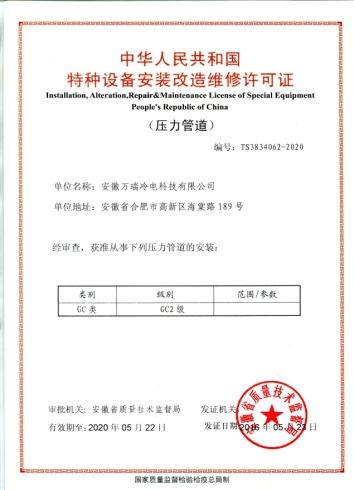 中华人民共和国
特种设备安装改造维修许可证
Installation, Alteration,Repair&Maintenance License of Special Equipment
People's Republic of China
（压力管道）
编号：TS3834062-2020
单位名称：安徽万瑞冷电科技有限公司
单位地址：安徽省合肥市高新区海棠路189号
经审查，获准从事下列压力管道的安装：
类别 级别 范围/参数
GC类 GC2级
审批机关：安徽省质量技术监督局 发证机关
有效期至：2020年05月22日 发证日期 2016年05月23日
安徽省质量技术监督局
国家质量监督检验检疫总局制